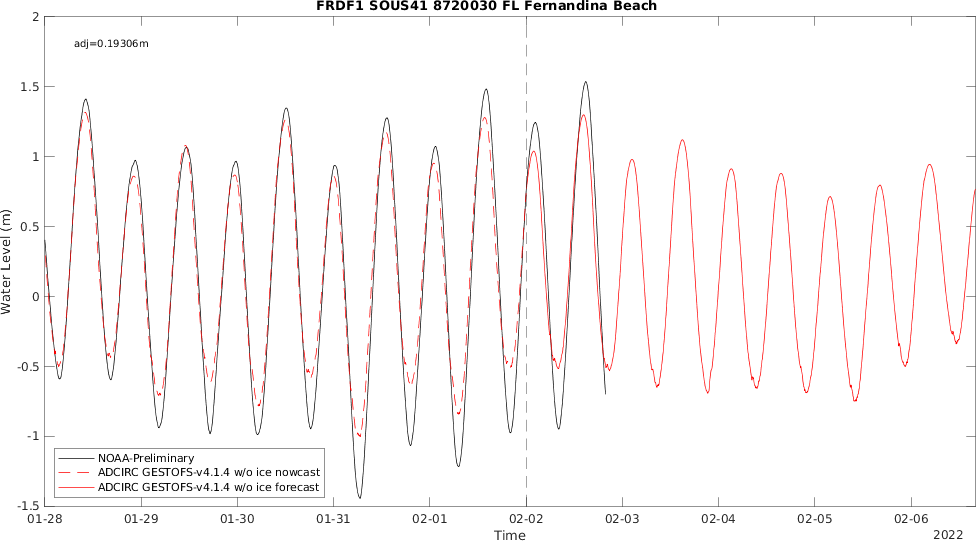 FRDF1 SOUS41 8720030 FL Fernandina Beach
2
adj=0.19306m
1.5
1
0.5
0
-0.5
-1
-1.5
Water Level (m)
NOAA-Preliminary
ADCIRC GESTOFS-v4.1.4 w/o ice nowcast
ADCIRC GESTOFS-v4.1.4 w/o ice forecast
01-28 01-29 01-30 01-31 02-01 02-02 02-03 02-04 02-05 02-06
Time
2022